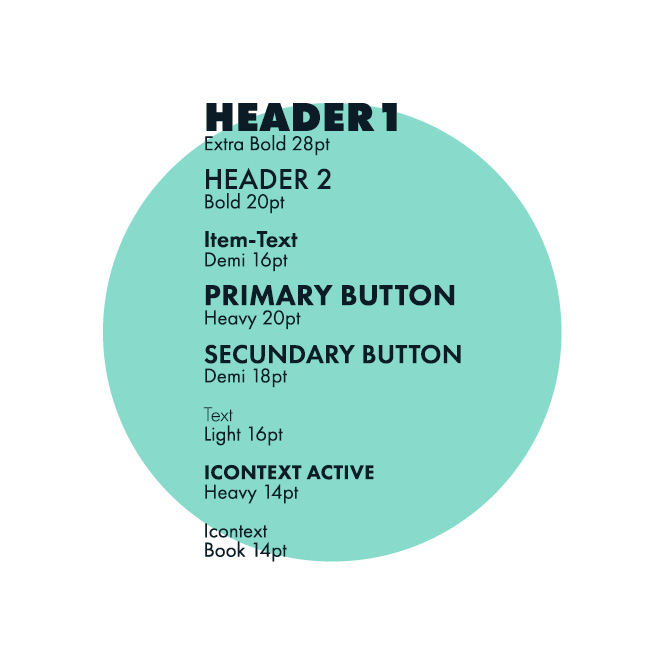 HEADER 1
Extra Bold 28pt
HEADER 2
Bold 20pt
Item-Text
Demi 16pt
PRIMARY BUTTON
Heavy 20pt
SECUNDARY BUTTON
Demi 18pt
Text
Light 16pt
ICONTEXT ACTIVE
Heavy 14pt
Icontext
Book 14pt